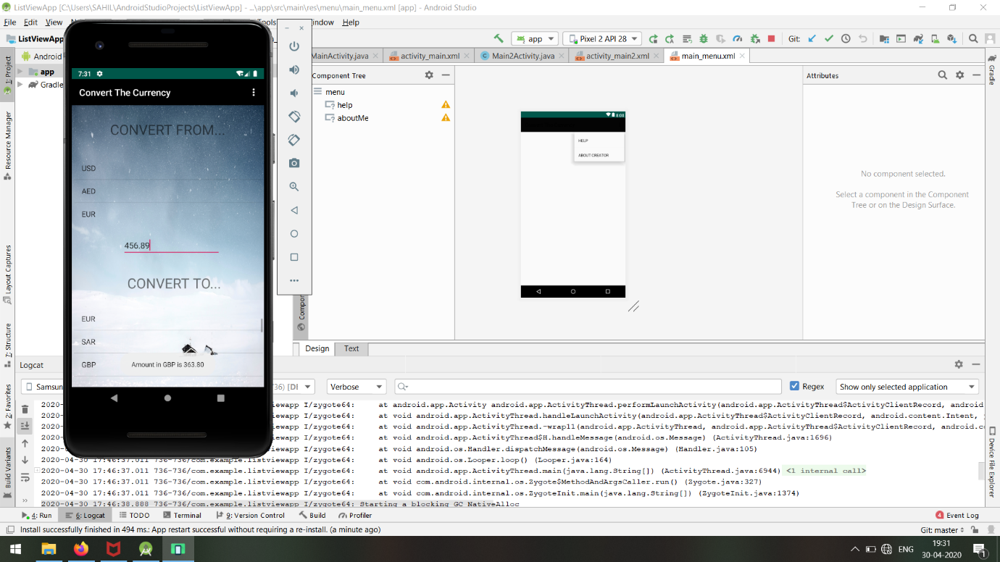 ListViewApp [C:\Users\SAHIL\AndroidStudioProjects\ListViewApp] - ...\app\src\main\res\menu\main_menu.xml [app] - Android Studio
File Edit View Tools Window Help
ListViewApp app Pixel 2 API 28 Git:
Android MainActivity.java activity_main.xml Main2Activity.java activity_main2.xml main_menu.xml
1: Project
Resource Manager
Layout Captures
7: Structure
2: Favorites
Build Variants
app
Gradle
7:31
Convert The Currency
CONVERT FROM...
USD
AED
EUR
456.89
CONVERT TO...
EUR
SAR
GBP
Amount in GBP is 363.80
Component Tree
menu
help
aboutMe
8:00
HELP
ABOUT CREATOR
Attributes
No component selected.
Select a component in the Component
Tree or on the Design Surface.
Gradle
Device File Explorer
Design Text
Logcat
Samsun Verbose Regex Show only selected application
2020-04- listviewapp I/zygote64: at android.app.Activity android.app.ActivityThread.performLaunchActivity(android.app.ActivityThread$ActivityClientRecord, android
2020-04- listviewapp I/zygote64: at void android.app.ActivityThread.handleLaunchActivity(android.app.ActivityThread$ActivityClientRecord, android.content.Intent,
2020-04- listviewapp I/zygote64: at void android.app.ActivityThread.-wrap11(android.app.ActivityThread, android.app.ActivityThread$ActivityClientRecord, android.co
2020-04- listviewapp I/zygote64: at void android.app.ActivityThread$H.handleMessage(android.os.Message) (ActivityThread.java:1696)
2020-04- listviewapp I/zygote64: at void android.os.Handler.dispatchMessage(android.os.Message) (Handler.java:105)
2020-04-30 17:46:37.011 736-736/com.example.listviewapp I/zygote64: at void android.os.Looper.loop() (Looper.java:164)
2020-04-30 17:46:37.011 736-736/com.example.listviewapp I/zygote64: at void android.app.ActivityThread.main(java.lang.String[]) (ActivityThread.java:6944) <1 internal call>
2020-04-30 17:46:37.011 736-736/com.example.listviewapp I/zygote64: at void com.android.internal.os.Zygote$MethodAndArgsCaller.run() (Zygote.java:327)
2020-04-30 17:46:37.011 736-736/com.example.listviewapp I/zygote64: at void com.android.internal.os.ZygoteInit.main(java.lang.String[]) (ZygoteInit.java:1374)
2020-04-30 17:46:38.888 736-736/com.example.listviewapp I/zygote64: Starting a blocking GC NativeAlloc
4: Run 6: Logcat TODO Terminal 9: Version Control Build Profiler 4 Event Log
Install successfully finished in 494 ms.: App restart successful without requiring a re-install. (a minute ago) Git: master
ENG
19:31
30-04-2020
1